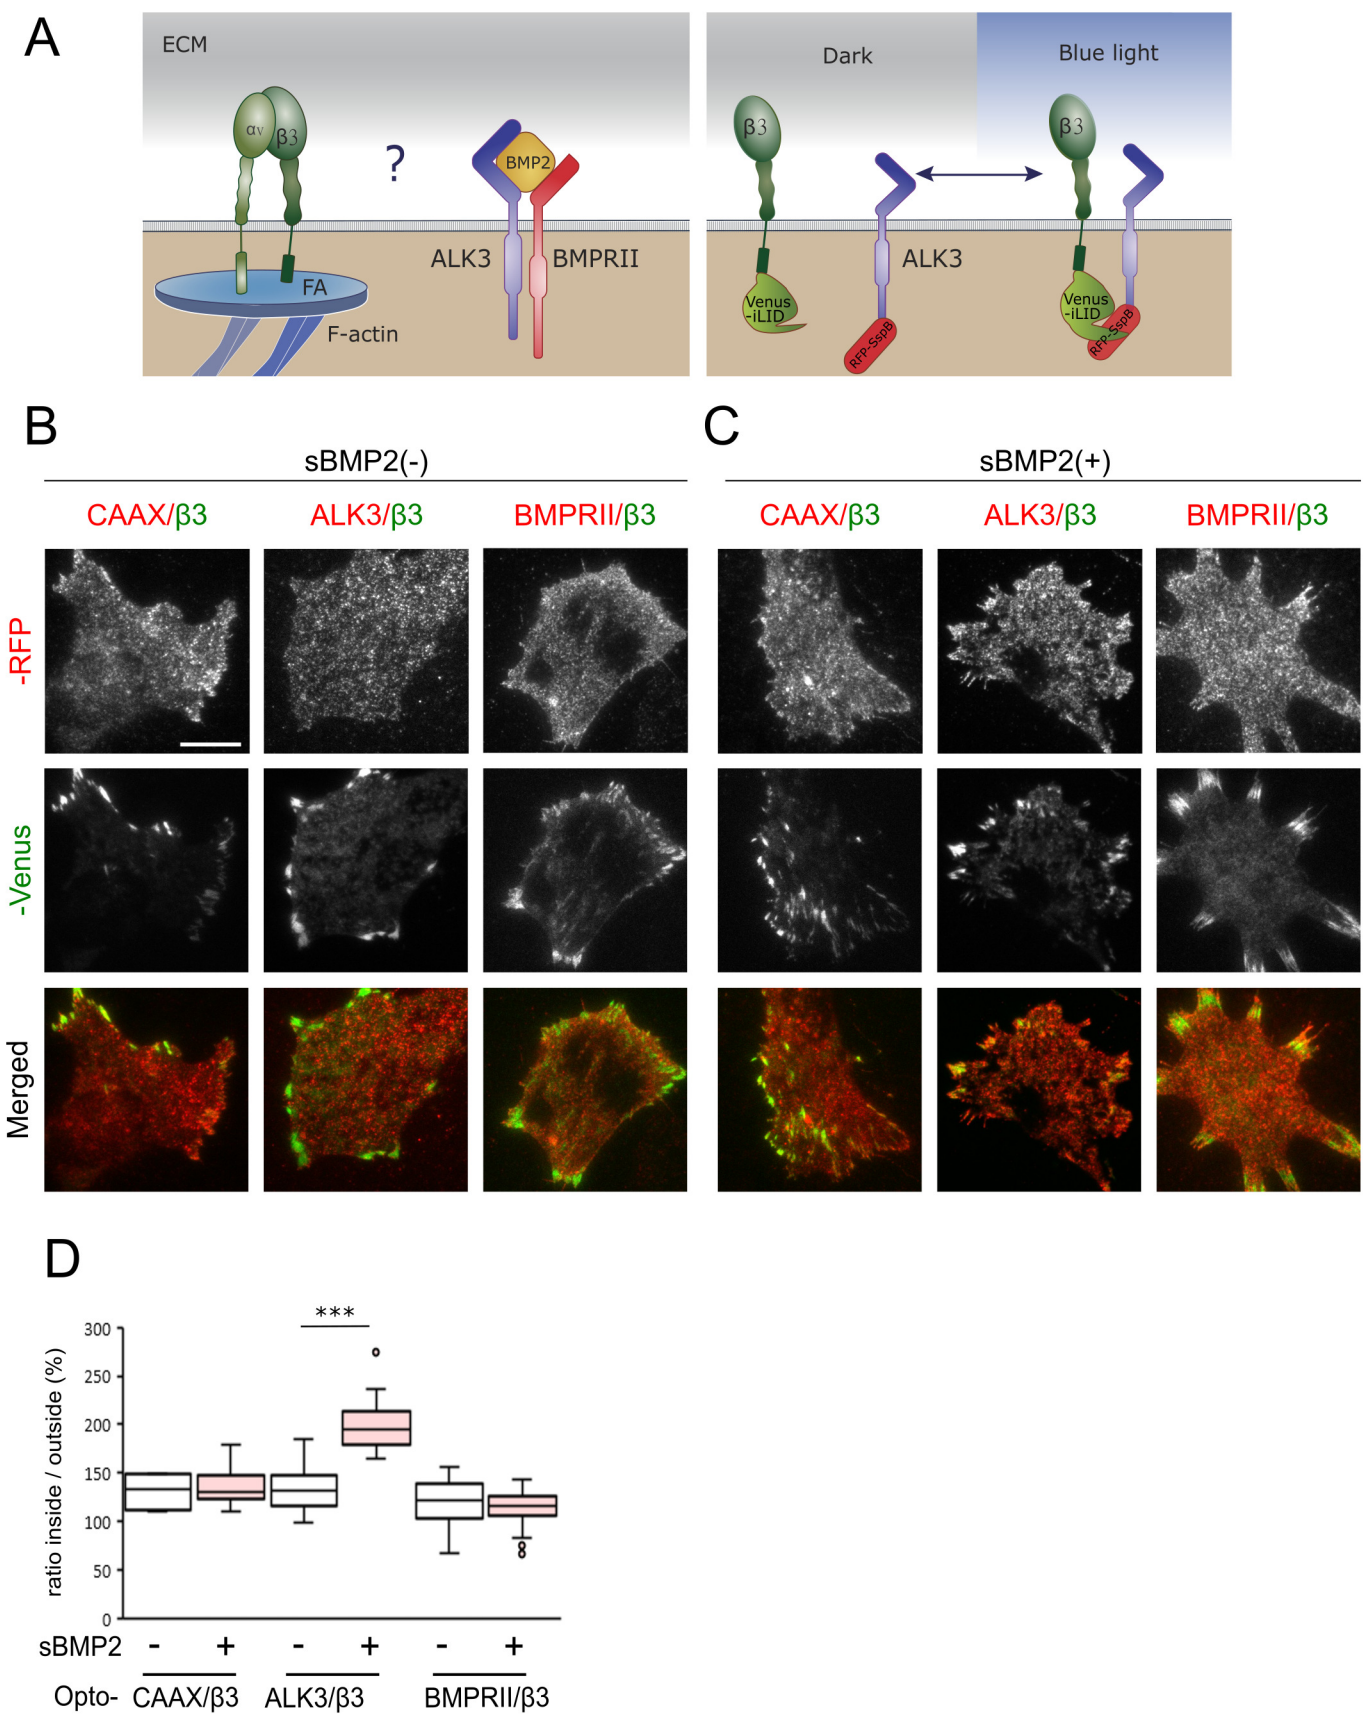 A
ECM
αv
β3
?
BMP2
ALK3
BMPRII
FA
F-actin
Dark
Blue light
β3
β3
ALK3
Venus
-iLID
RFP-SspB
Venus
-iLID
RFP-SspB
B
C
sBMP2(-)
sBMP2(+)
CAAX/β3
ALK3/β3
BMPRII/β3
CAAX/β3
ALK3/β3
BMPRII/β3
-RFP
-Venus
Merged
D
***
ratio inside / outside (%)
300
250
200
150
100
50
0
sBMP2 - + - + - +
Opto- CAAX/β3 ALK3/β3 BMPRII/β3